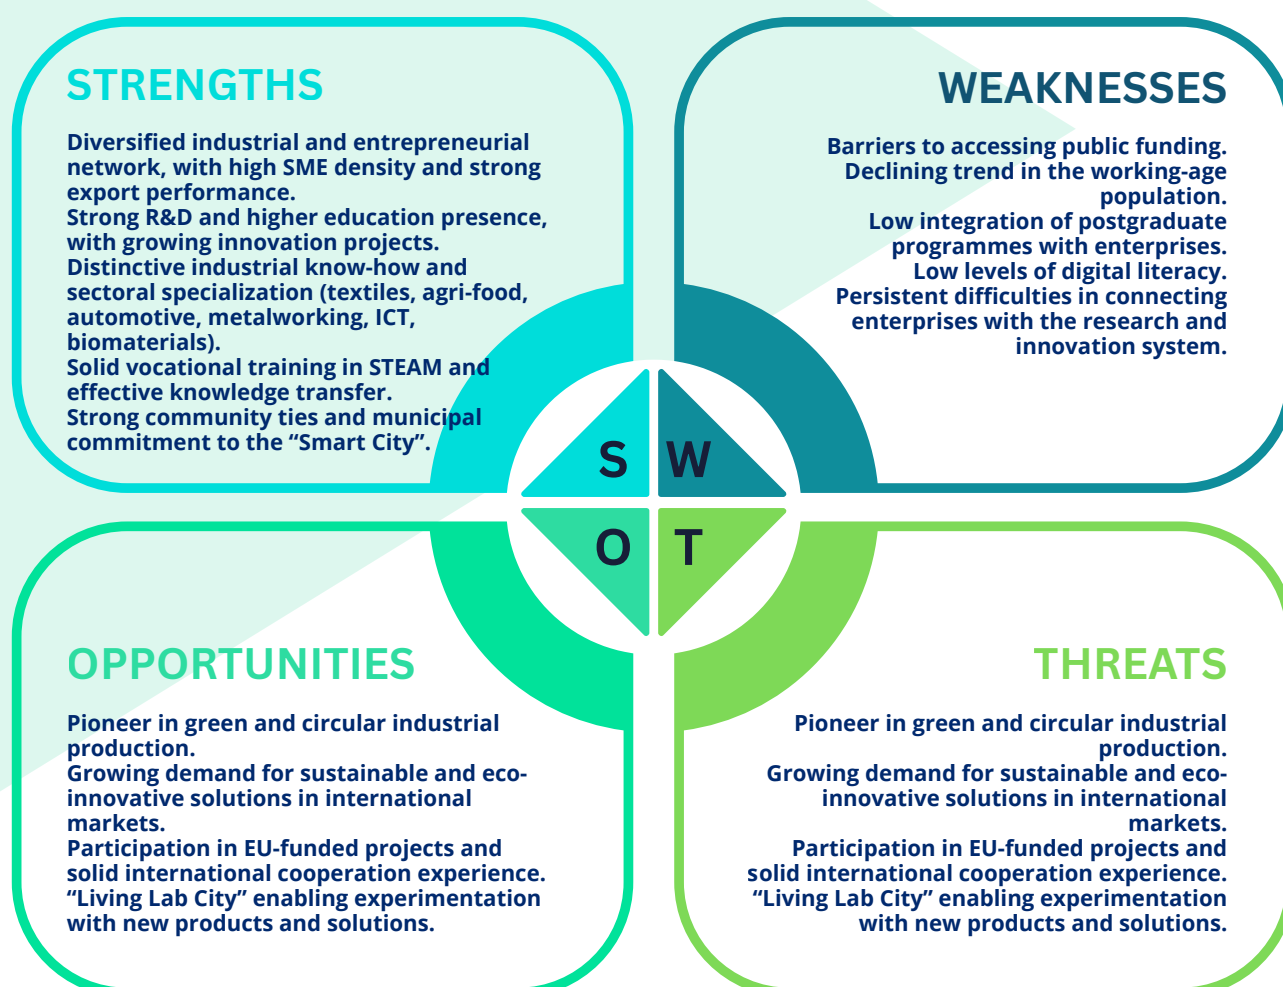 STRENGTHS
Diversified industrial and entrepreneurial
network, with high SME density and strong
export performance.
Strong R&D and higher education presence,
with growing innovation projects.
Distinctive industrial know-how and
sectoral specialization (textiles, agri-food,
automotive, metalworking, ICT,
biomaterials).
Solid vocational training in STEAM and
effective knowledge transfer.
Strong community ties and municipal
commitment to the “Smart City”.
WEAKNESSES
Barriers to accessing public funding.
Declining trend in the working-age
population.
Low integration of postgraduate
programmes with enterprises.
Low levels of digital literacy.
Persistent difficulties in connecting
enterprises with the research and
innovation system.
S
W
O
T
OPPORTUNITIES
Pioneer in green and circular industrial
production.
Growing demand for sustainable and eco-
innovative solutions in international
markets.
Participation in EU-funded projects and
solid international cooperation experience.
“Living Lab City” enabling experimentation
with new products and solutions.
THREATS
Pioneer in green and circular industrial
production.
Growing demand for sustainable and eco-
innovative solutions in international
markets.
Participation in EU-funded projects and
solid international cooperation experience.
“Living Lab City” enabling experimentation
with new products and solutions.